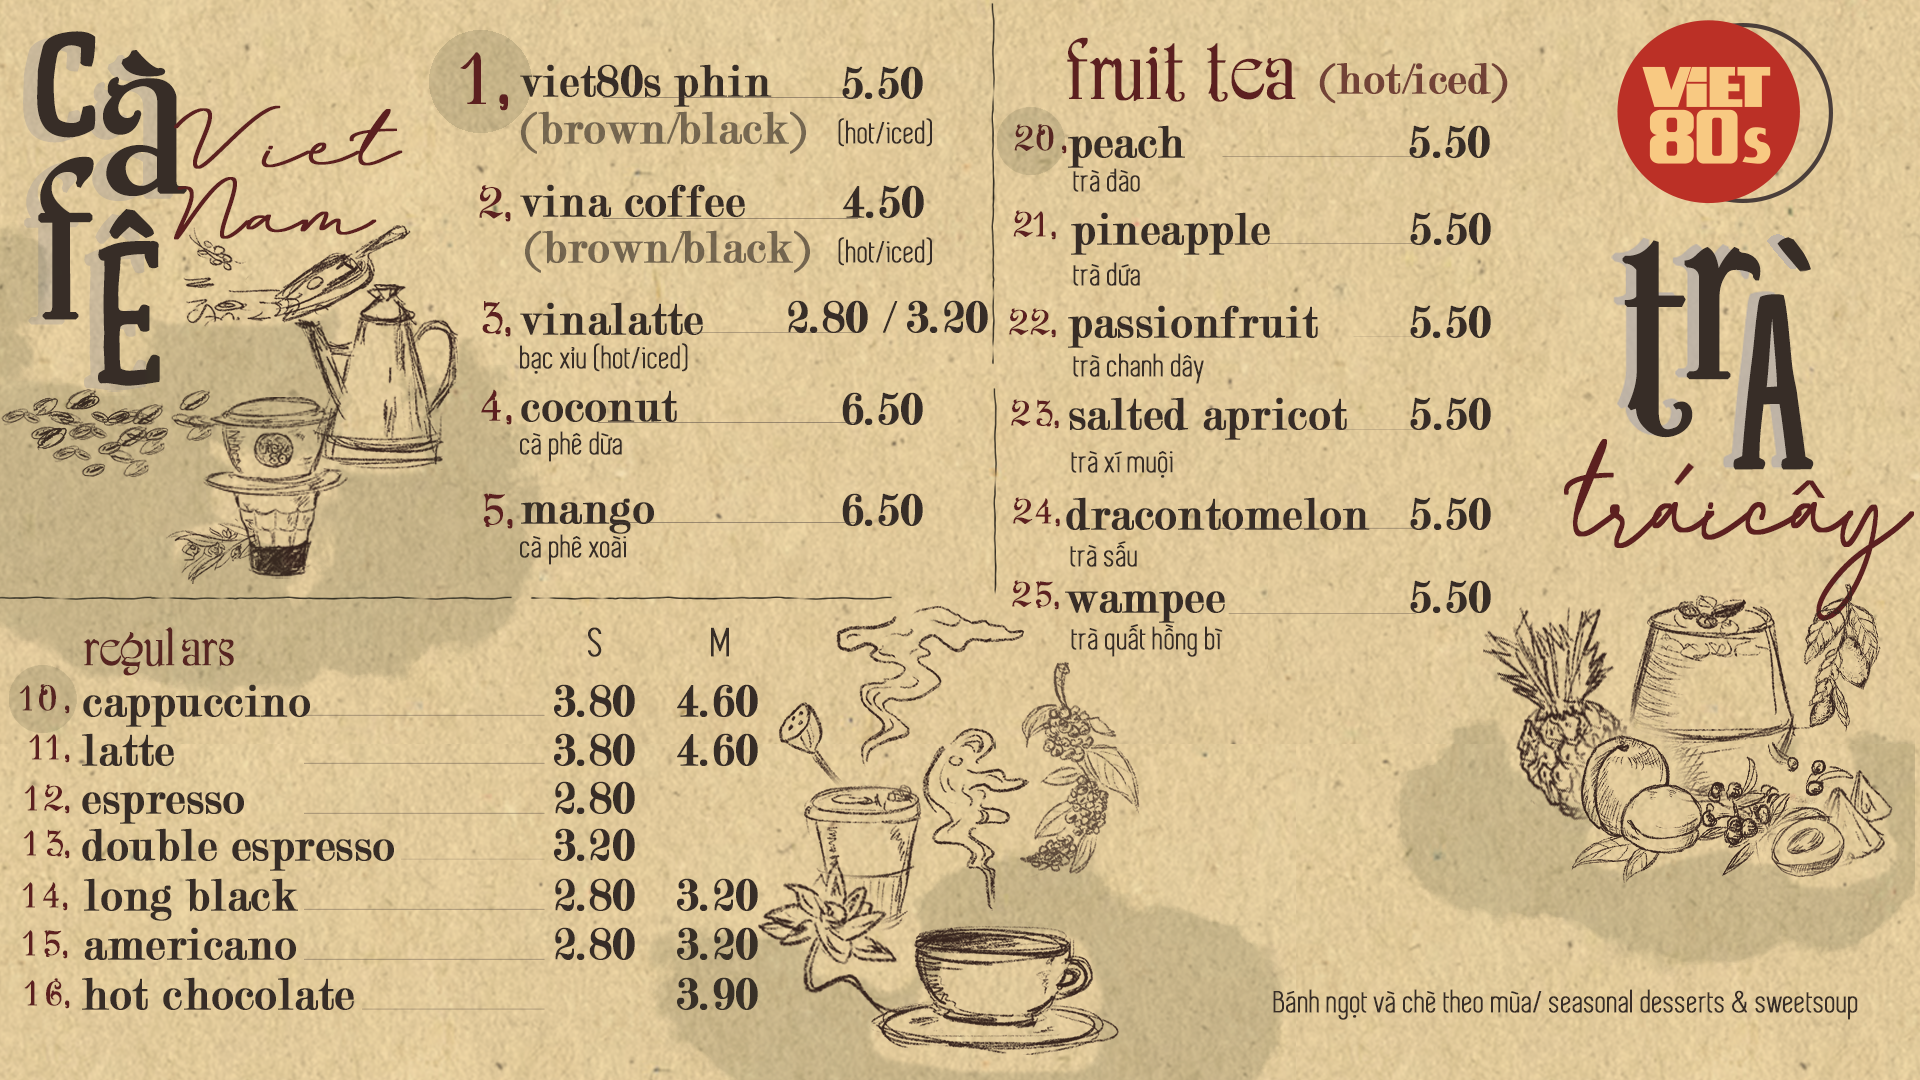 Cà
fÊ
Viet
Nam
1, viet80s phin 5.50
(brown/black) (hot/iced)
2, vina coffee 4.50
(brown/black) (hot/iced)
3, vinalatte 2.80 / 3.20
bạc xỉu (hot/iced)
4, coconut 6.50
cà phê dừa
5, mango 6.50
cà phê xoài
regulars S M
10, cappuccino 3.80 4.60
11, latte 3.80 4.60
12, espresso 2.80
13, double espresso 3.20
14, long black 2.80 3.20
15, americano 2.80 3.20
16, hot chocolate 3.90
fruit tea (hot/iced)
20, peach 5.50
trà đào
21, pineapple 5.50
trà dứa
22, passionfruit 5.50
trà chanh dây
23, salted apricot 5.50
trà xí muội
24, dracontomelon 5.50
trà sấu
25, wampee 5.50
trà quất hồng bì
ViET
80s
trÀ
trái cây
Bánh ngọt và chè theo mùa/ seasonal desserts & sweetsoup